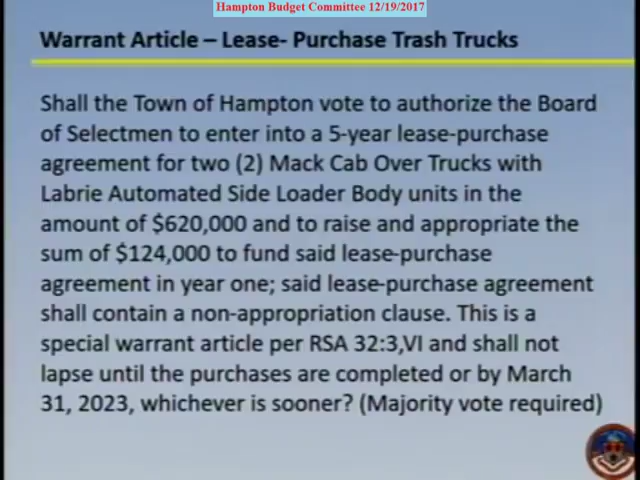 Hampton Budget Committee 12/19/2017
Warrant Article – Lease- Purchase Trash Trucks
Shall the Town of Hampton vote to authorize the Board
of Selectmen to enter into a 5-year lease-purchase
agreement for two (2) Mack Cab Over Trucks with
Labrie Automated Side Loader Body units in the
amount of $620,000 and to raise and appropriate the
sum of $124,000 to fund said lease-purchase
agreement in year one; said lease-purchase agreement
shall contain a non-appropriation clause. This is a
special warrant article per RSA 32:3,VI and shall not
lapse until the purchases are completed or by March
31, 2023, whichever is sooner? (Majority vote required)